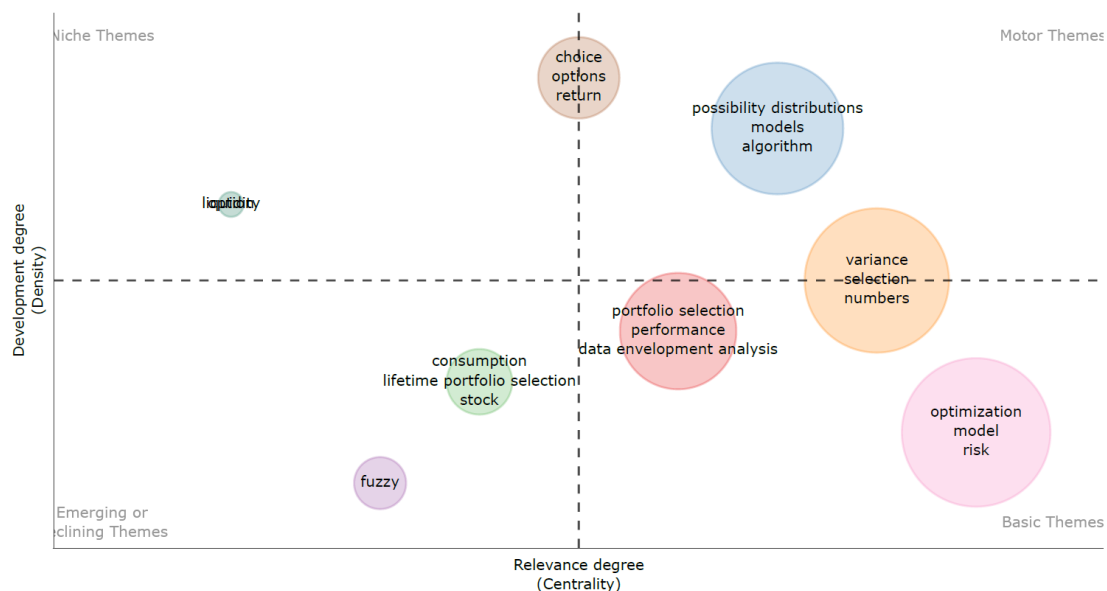 Niche Themes
Motor Themes
choice
options
return
possibility distributions
models
algorithm
liquidity
option
variance
selection
numbers
portfolio selection
performance
data envelopment analysis
consumption
lifetime portfolio selection
stock
optimization
model
risk
fuzzy
Emerging or
eclining Themes
Basic Themes
Development degree
(Density)
Relevance degree
(Centrality)